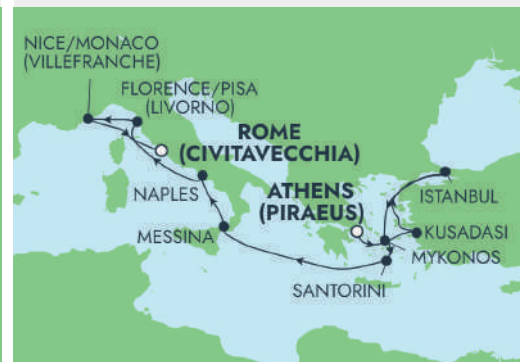 NICE/MONACO
(VILLEFRANCHE)
FLORENCE/PISA
(LIVORNO)
ROME
(CIVITAVECCHIA)
NAPLES
ATHENS
(PIRAEUS)
ISTANBUL
KUSADASI
MESSINA
MYKONOS
SANTORINI